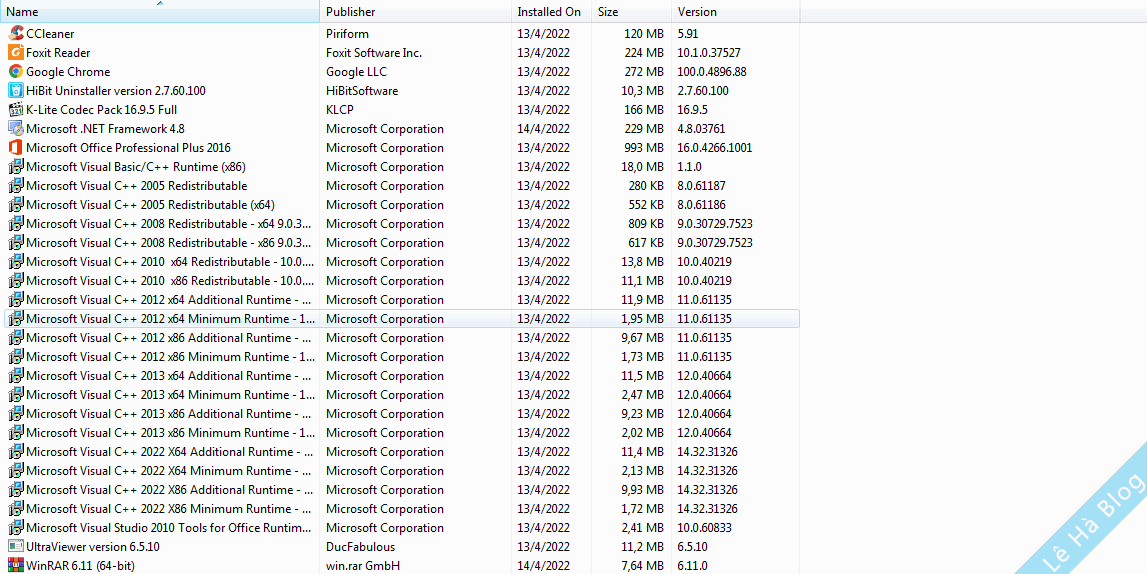 Name Publisher Installed On Size Version
CCleaner Piriform 13/4/2022 120 MB 5.91
Foxit Reader Foxit Software Inc. 13/4/2022 224 MB 10.1.0.37527
Google Chrome Google LLC 13/4/2022 272 MB 100.0.4896.88
HiBit Uninstaller version 2.7.60.100 HiBitSoftware 13/4/2022 10,3 MB 2.7.60.100
K-Lite Codec Pack 16.9.5 Full KLCP 13/4/2022 166 MB 16.9.5
Microsoft .NET Framework 4.8 Microsoft Corporation 14/4/2022 229 MB 4.8.03761
Microsoft Office Professional Plus 2016 Microsoft Corporation 13/4/2022 993 MB 16.0.4266.1001
Microsoft Visual Basic/C++ Runtime (x86) Microsoft Corporation 13/4/2022 18,0 MB 1.1.0
Microsoft Visual C++ 2005 Redistributable Microsoft Corporation 13/4/2022 280 KB 8.0.61187
Microsoft Visual C++ 2005 Redistributable (x64) Microsoft Corporation 13/4/2022 552 KB 8.0.61186
Microsoft Visual C++ 2008 Redistributable - x64 9.0.3... Microsoft Corporation 13/4/2022 809 KB 9.0.30729.7523
Microsoft Visual C++ 2008 Redistributable - x86 9.0.3... Microsoft Corporation 13/4/2022 617 KB 9.0.30729.7523
Microsoft Visual C++ 2010  x64 Redistributable - 10.0.... Microsoft Corporation 13/4/2022 13,8 MB 10.0.40219
Microsoft Visual C++ 2010  x86 Redistributable - 10.0.... Microsoft Corporation 13/4/2022 11,1 MB 10.0.40219
Microsoft Visual C++ 2012 x64 Additional Runtime - ... Microsoft Corporation 13/4/2022 11,9 MB 11.0.61135
Microsoft Visual C++ 2012 x64 Minimum Runtime - 1... Microsoft Corporation 13/4/2022 1,95 MB 11.0.61135
Microsoft Visual C++ 2012 x86 Additional Runtime - ... Microsoft Corporation 13/4/2022 9,67 MB 11.0.61135
Microsoft Visual C++ 2012 x86 Minimum Runtime - 1... Microsoft Corporation 13/4/2022 1,73 MB 11.0.61135
Microsoft Visual C++ 2013 x64 Additional Runtime - ... Microsoft Corporation 13/4/2022 11,5 MB 12.0.40664
Microsoft Visual C++ 2013 x64 Minimum Runtime - 1... Microsoft Corporation 13/4/2022 2,47 MB 12.0.40664
Microsoft Visual C++ 2013 x86 Additional Runtime - ... Microsoft Corporation 13/4/2022 9,23 MB 12.0.40664
Microsoft Visual C++ 2013 x86 Minimum Runtime - 1... Microsoft Corporation 13/4/2022 2,02 MB 12.0.40664
Microsoft Visual C++ 2022 X64 Additional Runtime - ... Microsoft Corporation 13/4/2022 11,4 MB 14.32.31326
Microsoft Visual C++ 2022 X64 Minimum Runtime - ... Microsoft Corporation 13/4/2022 2,13 MB 14.32.31326
Microsoft Visual C++ 2022 X86 Additional Runtime - ... Microsoft Corporation 13/4/2022 9,93 MB 14.32.31326
Microsoft Visual C++ 2022 X86 Minimum Runtime - ... Microsoft Corporation 13/4/2022 1,72 MB 14.32.31326
Microsoft Visual Studio 2010 Tools for Office Runtim... Microsoft Corporation 13/4/2022 2,41 MB 10.0.60833
UltraViewer version 6.5.10 DucFabulous 13/4/2022 11,2 MB 6.5.10
WinRAR 6.11 (64-bit) win.rar GmbH 14/4/2022 7,64 MB 6.11.0
Lê Hà Blog